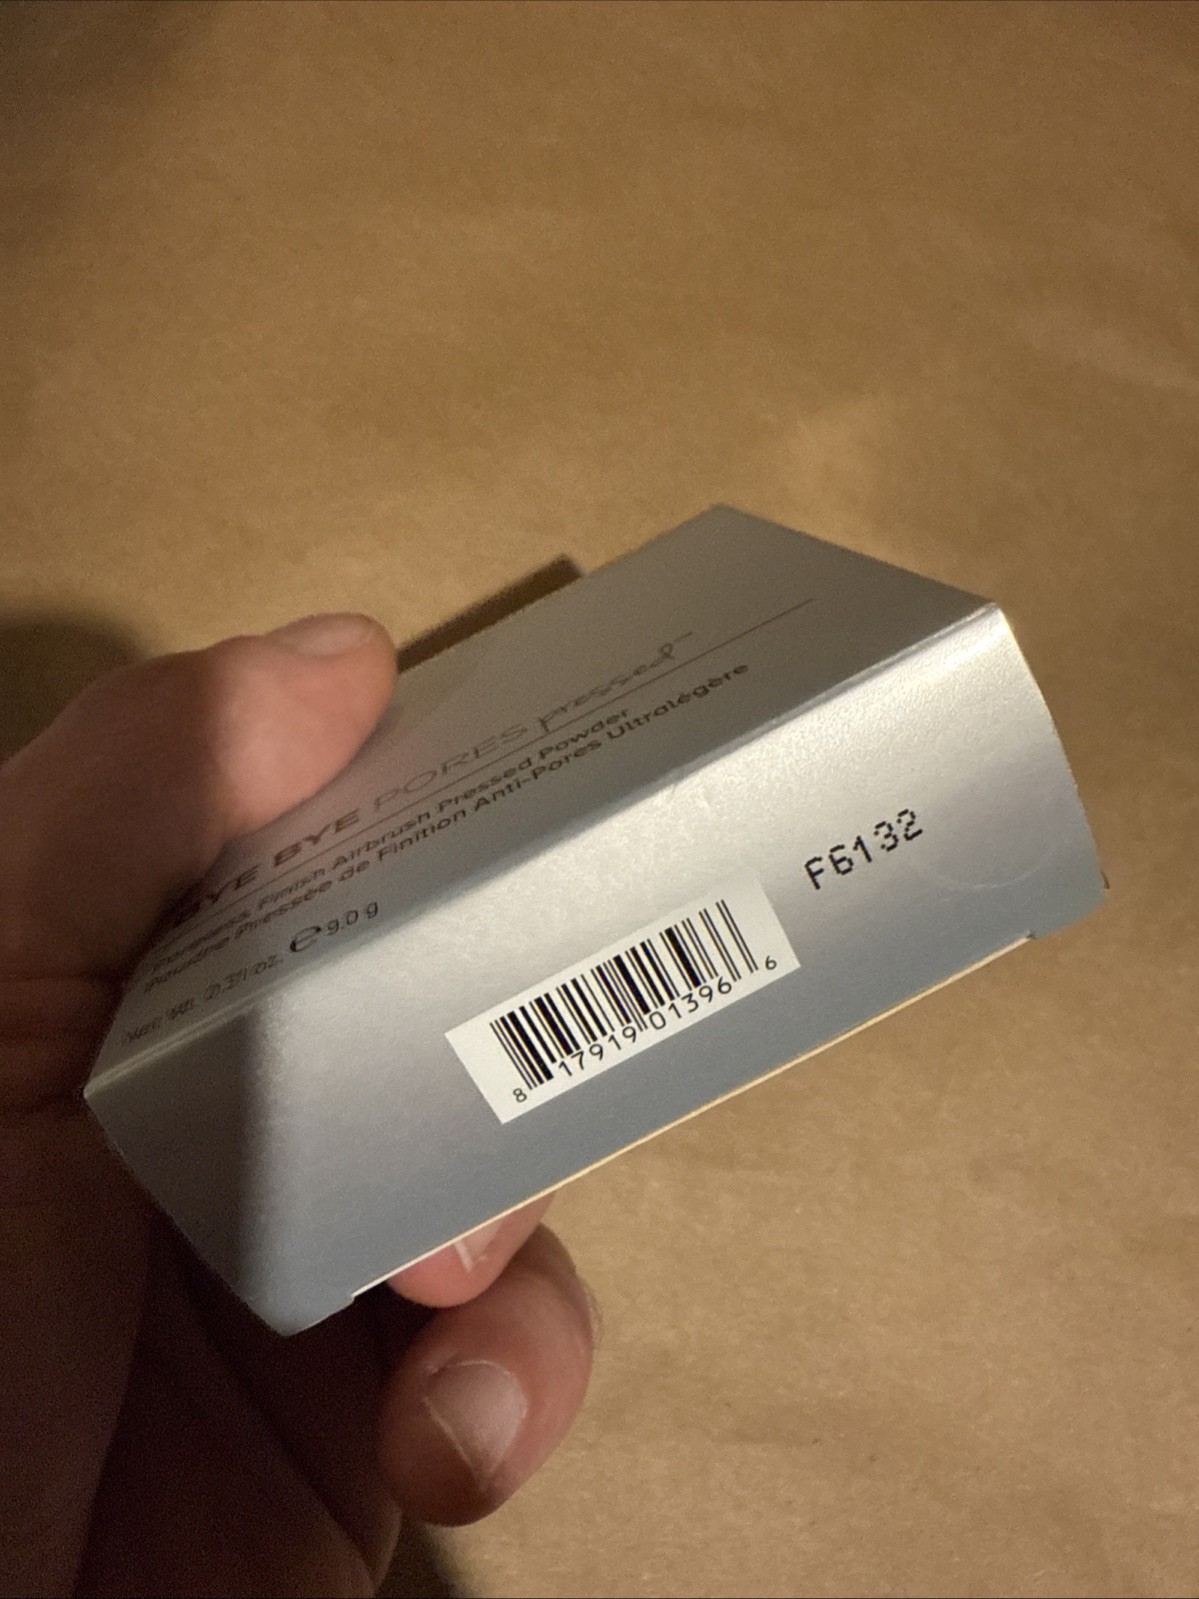 BYE BYE PORES pressed™
Poreless Finish Airbrush Pressed Powder
Poudre Pressée de Finition Anti-Pores Ultralégère
Net Wt. 0.31 oz. ℮ 9.0 g
F6132
8 17919 01396 6